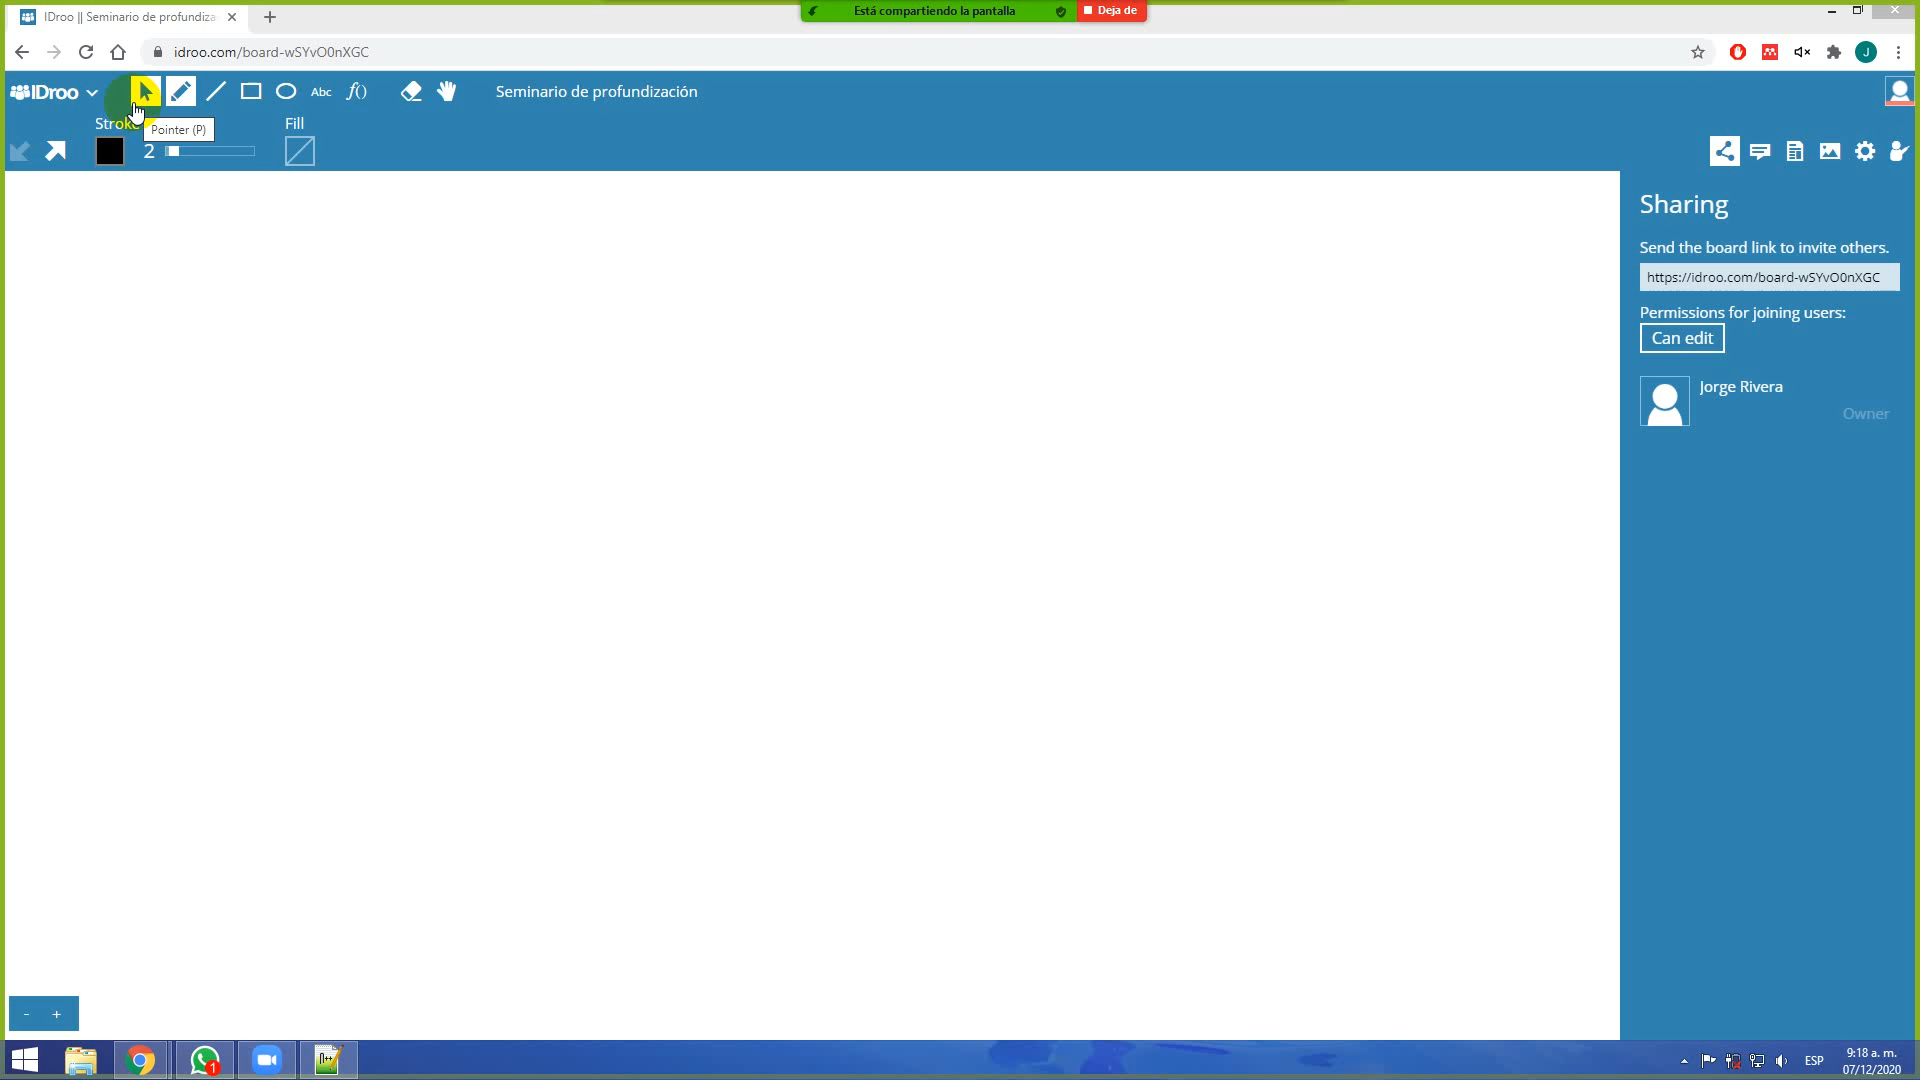 IDroo || Seminario de profundiza
Está compartiendo la pantalla
Deja de
idroo.com/board-wSYvO0nXGC
J
IDroo
Abc
f()
Seminario de profundización
Stroke
Pointer (P)
Fill
2
Sharing
Send the board link to invite others.
https://idroo.com/board-wSYvO0nXGC
Permissions for joining users:
Can edit
Jorge Rivera
Owner
- +
1
ESP
9:18 a. m.
07/12/2020